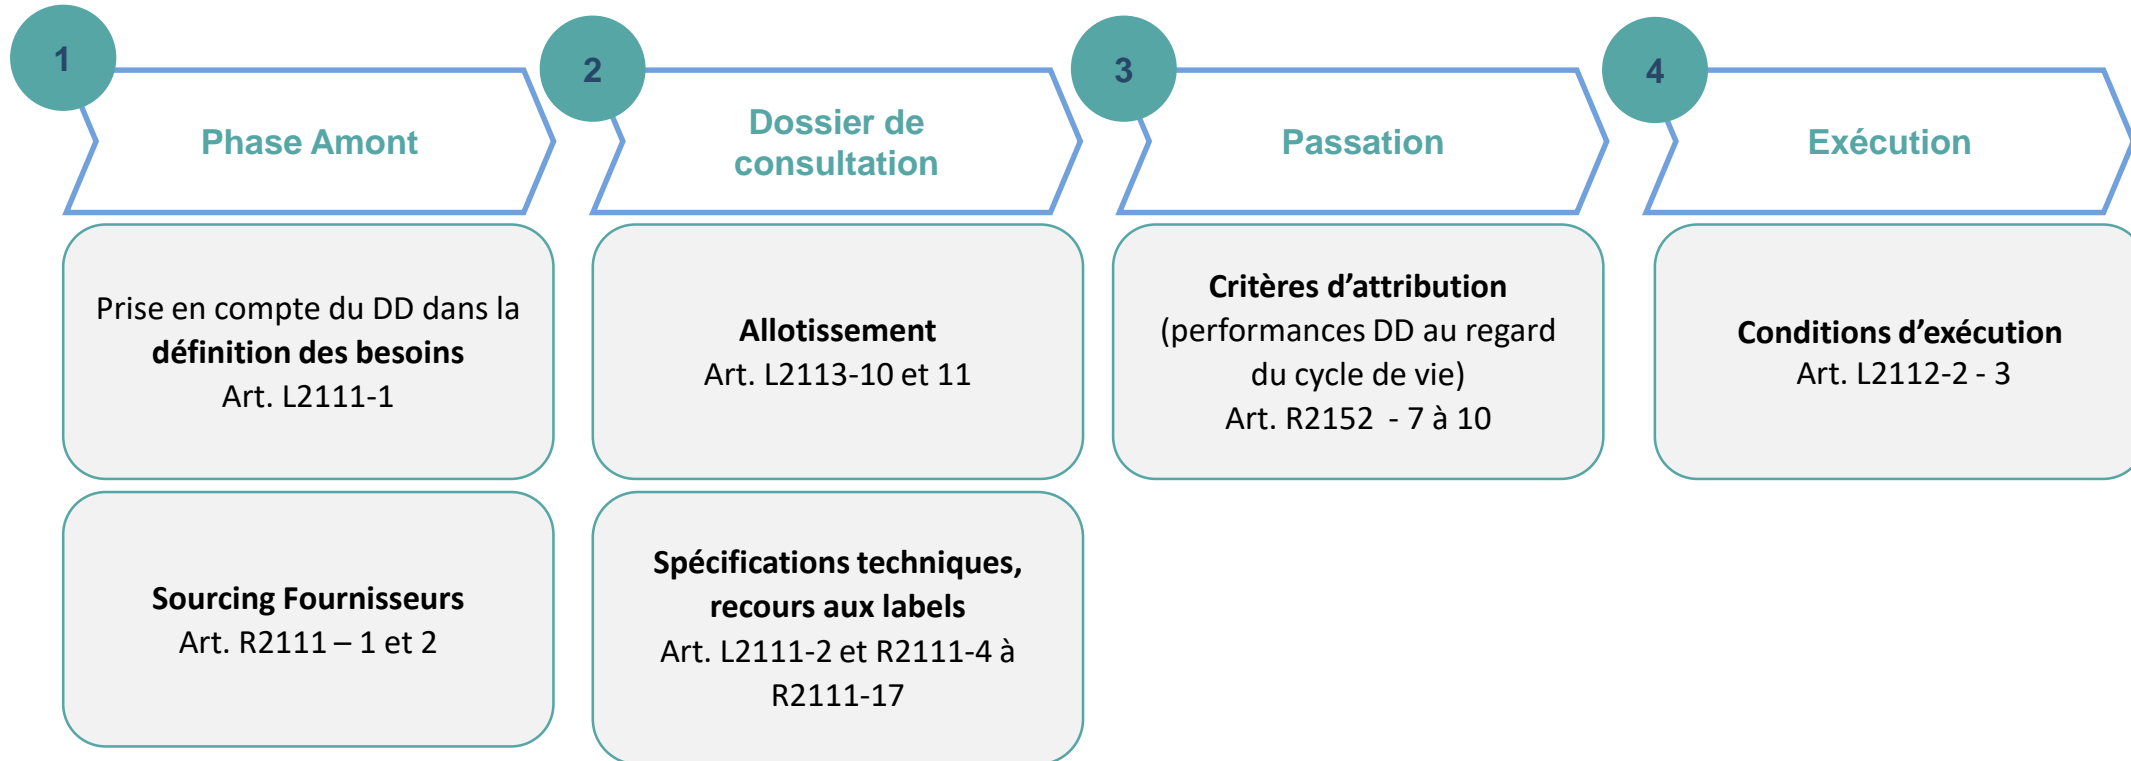 1
Phase Amont
2
Dossier de
consultation
3
Passation
4
Exécution
Prise en compte du DD dans la
définition des besoins
Art. L2111-1
Sourcing Fournisseurs
Art. R2111 – 1 et 2
Allotissement
Art. L2113-10 et 11
Spécifications techniques,
recours aux labels
Art. L2111-2 et R2111-4 à
R2111-17
Critères d’attribution
(performances DD au regard
du cycle de vie)
Art. R2152  - 7 à 10
Conditions d’exécution
Art. L2112-2 - 3